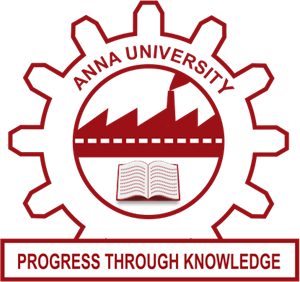 ANNA UNIVERSITY
PROGRESS THROUGH KNOWLEDGE